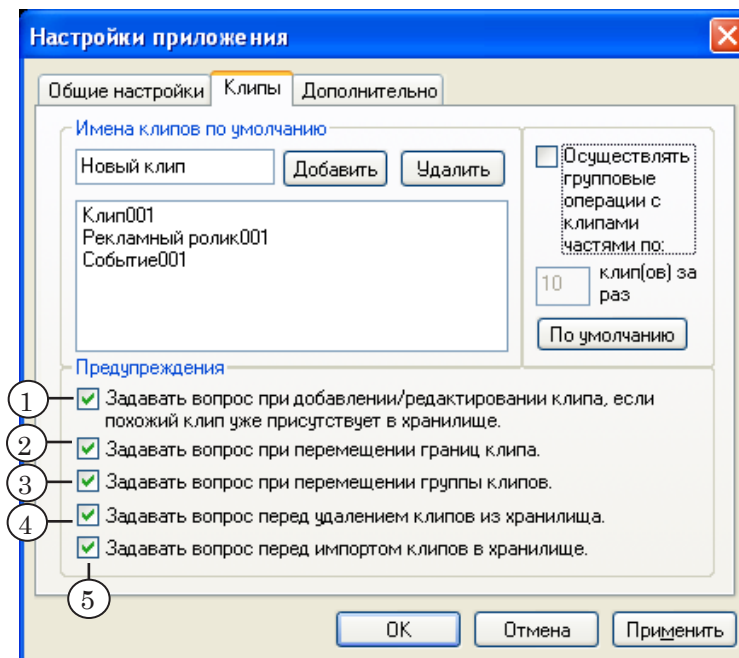 Настройки приложения
Общие настройки Клипы Дополнительно
Имена клипов по умолчанию
Новый клип Добавить Удалить
Клип001
Рекламный ролик001
Событие001
Осуществлять
групповые
операции с
клипами
частями по:
10 клип(ов) за
раз
По умолчанию
Предупреждения
1 Задавать вопрос при добавлении/редактировании клипа, если
похожий клип уже присутствует в хранилище.
2 Задавать вопрос при перемещении границ клипа.
3 Задавать вопрос при перемещении группы клипов.
4 Задавать вопрос перед удалением клипов из хранилища.
Задавать вопрос перед импортом клипов в хранилище.
5
OK Отмена Применить